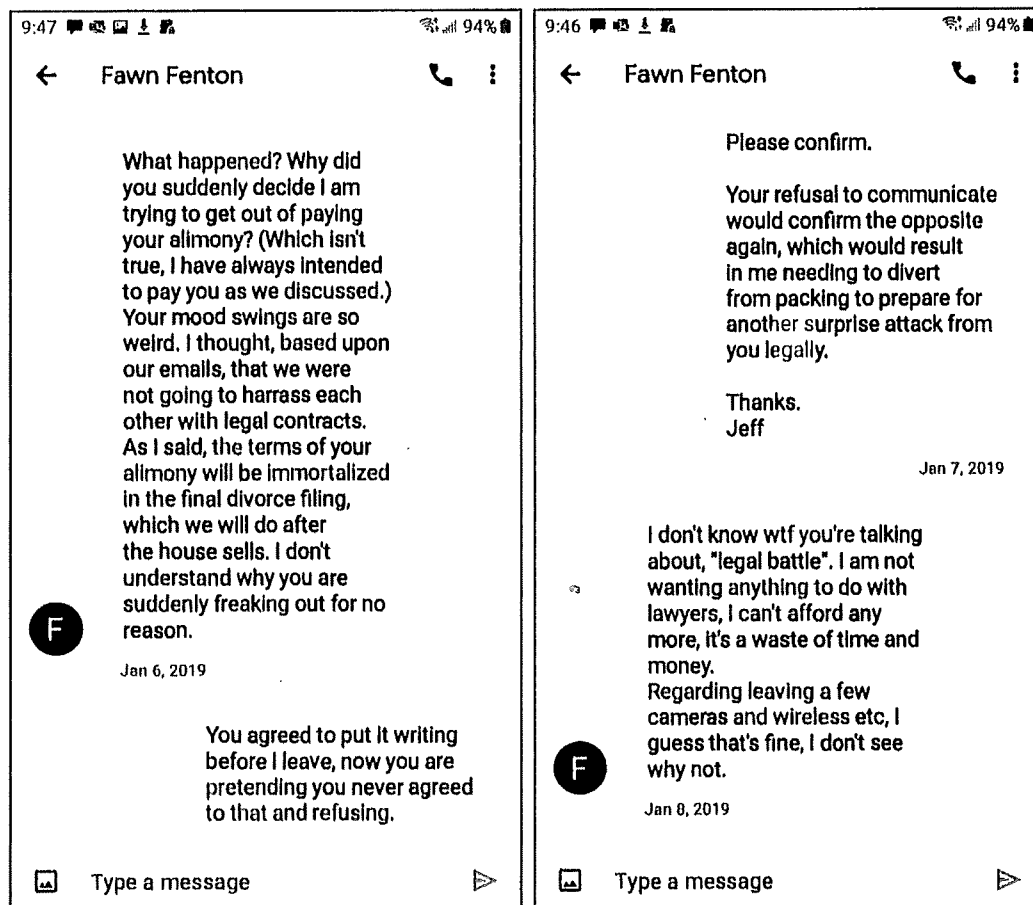 9:47
94%
Fawn Fenton
What happened? Why did
you suddenly decide I am
trying to get out of paying
your alimony? (Which isn't
true, I have always intended
to pay you as we discussed.)
Your mood swings are so
weird. I thought, based upon
our emails, that we were
not going to harrass each
other with legal contracts.
As I said, the terms of your
alimony will be immortalized
in the final divorce filing,
which we will do after
the house sells. I don't
understand why you are
suddenly freaking out for no
reason.
F
Jan 6, 2019
You agreed to put it writing
before I leave, now you are
pretending you never agreed
to that and refusing.
Type a message
9:46
94%
Fawn Fenton
Please confirm.
Your refusal to communicate
would confirm the opposite
again, which would result
in me needing to divert
from packing to prepare for
another surprise attack from
you legally.
Thanks.
Jeff
Jan 7, 2019
I don't know wtf you're talking
about, "legal battle". I am not
wanting anything to do with
lawyers, I can't afford any
more, it's a waste of time and
money.
Regarding leaving a few
cameras and wireless etc, I
guess that's fine, I don't see
why not.
F
Jan 8, 2019
Type a message